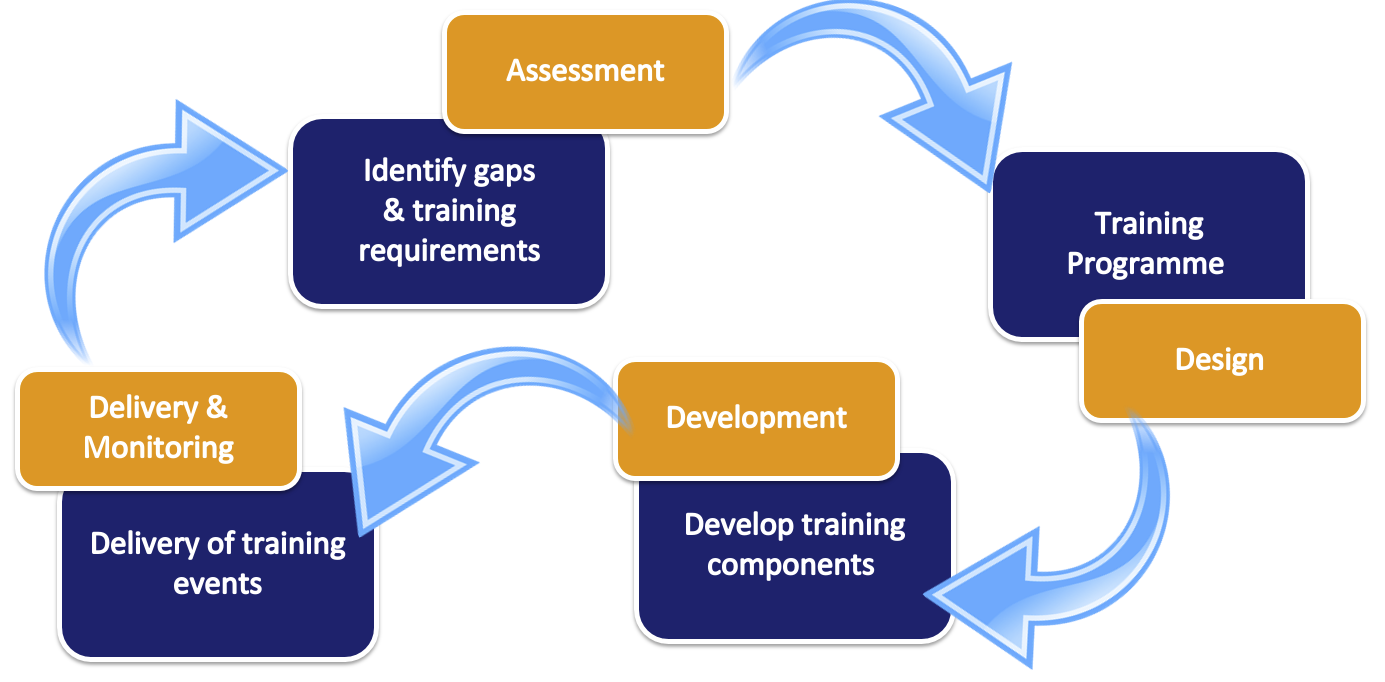 Assessment
Identify gaps
& training
requirements
Training
Programme
Design
Development
Develop training
components
Delivery &
Monitoring
Delivery of training
events